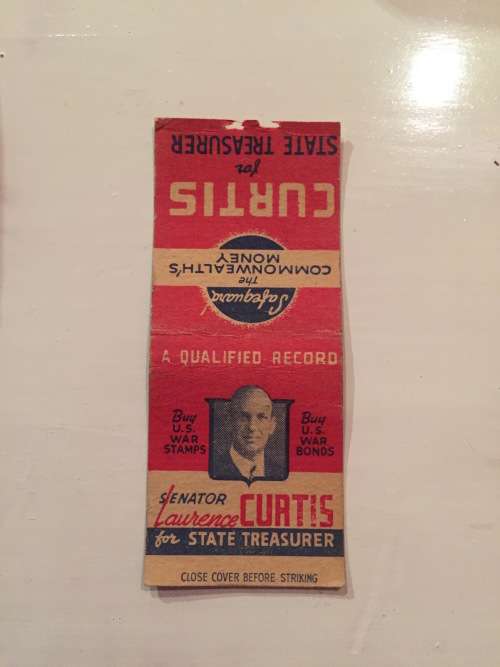 STATE TREASURER
for
CURTIS
Safeguard
The
COMMONWEALTH'S
MONEY
A QUALIFIED RECORD
Buy
U.S.
WAR
STAMPS
Buy
U.S.
WAR
BONDS
SENATOR
Laurence CURTIS
for STATE TREASURER
CLOSE COVER BEFORE STRIKING